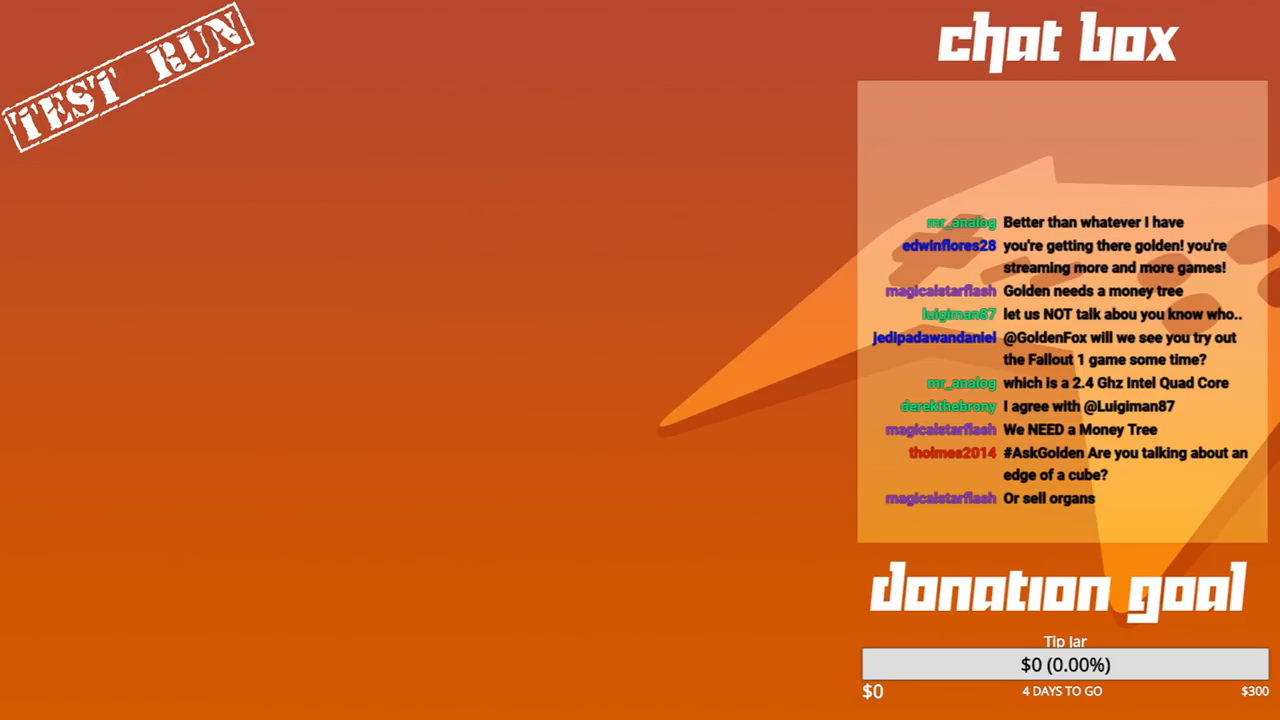 TEST RUN
chat box
mr_analog Better than whatever I have
edwinflores28 you're getting there golden! you're
streaming more and more games!
magicalstarflash Golden needs a money tree
luigiman87 let us NOT talk abou you know who..
jedipadawandaniel @GoldenFox will we see you try out
the Fallout 1 game some time?
mr_analog which is a 2.4 Ghz Intel Quad Core
derekthebrony I agree with @Luigiman87
magicalstarflash We NEED a Money Tree
tholmes2014 #AskGolden Are you talking about an
edge of a cube?
magicalstarflash Or sell organs
donation goal
Tip Jar
$0 (0.00%)
$0 4 DAYS TO GO $300